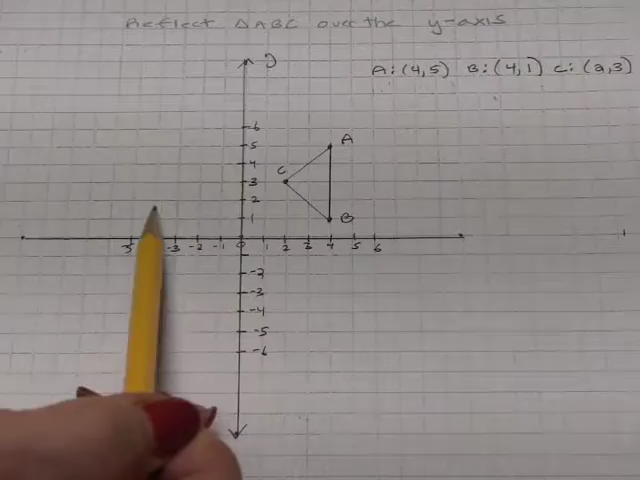 Reflect △ABC over the y-axis
A:(4,5) B:(4,1) C:(2,3)
6
5 A
4
C
3
2
1 B
5 -3 -2 -1 0 1 2 3 4 5 6
-2
-3
-4
-5
-6